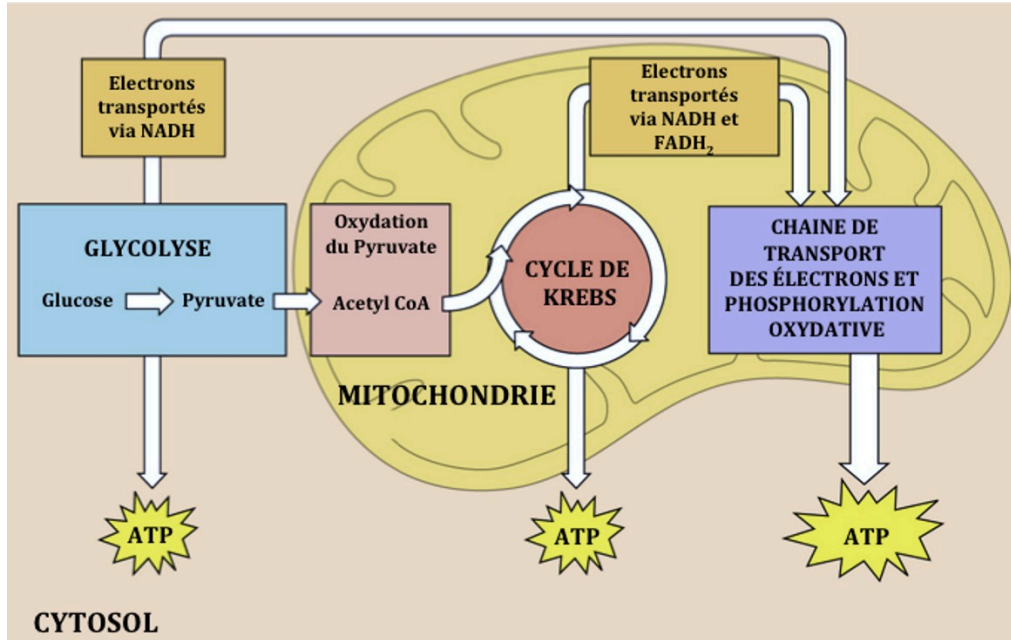 Electrons
transportés
via NADH
Electrons
transportés
via NADH et
FADH₂
GLYCOLYSE
Glucose
Pyruvate
Oxydation
du Pyruvate
Acetyl CoA
CYCLE DE
KREBS
CHAINE DE
TRANSPORT
DES ÉLECTRONS ET
PHOSPHORYLATION
OXYDATIVE
MITOCHONDRIE
ATP
ATP
ATP
CYTOSOL